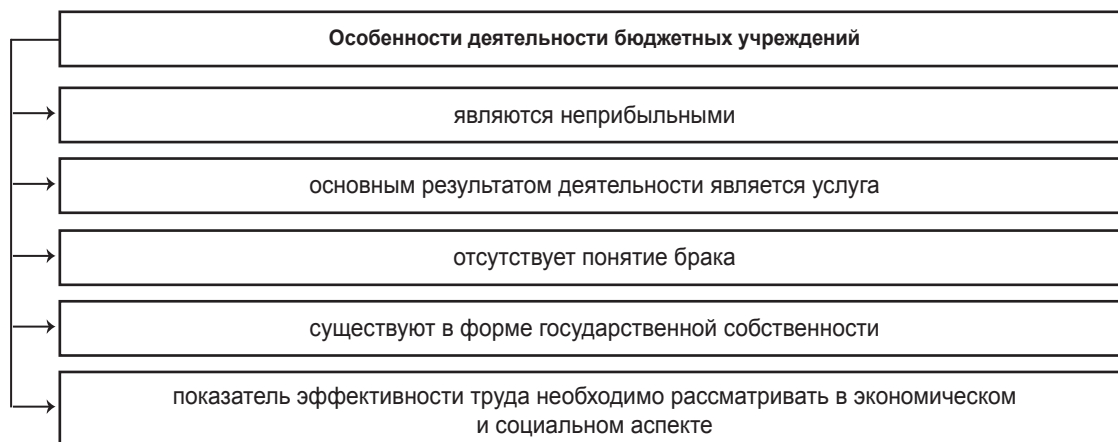 Особенности деятельности бюджетных учреждений
являются неприбыльными
основным результатом деятельности является услуга
отсутствует понятие брака
существуют в форме государственной собственности
показатель эффективности труда необходимо рассматривать в экономическом
и социальном аспекте